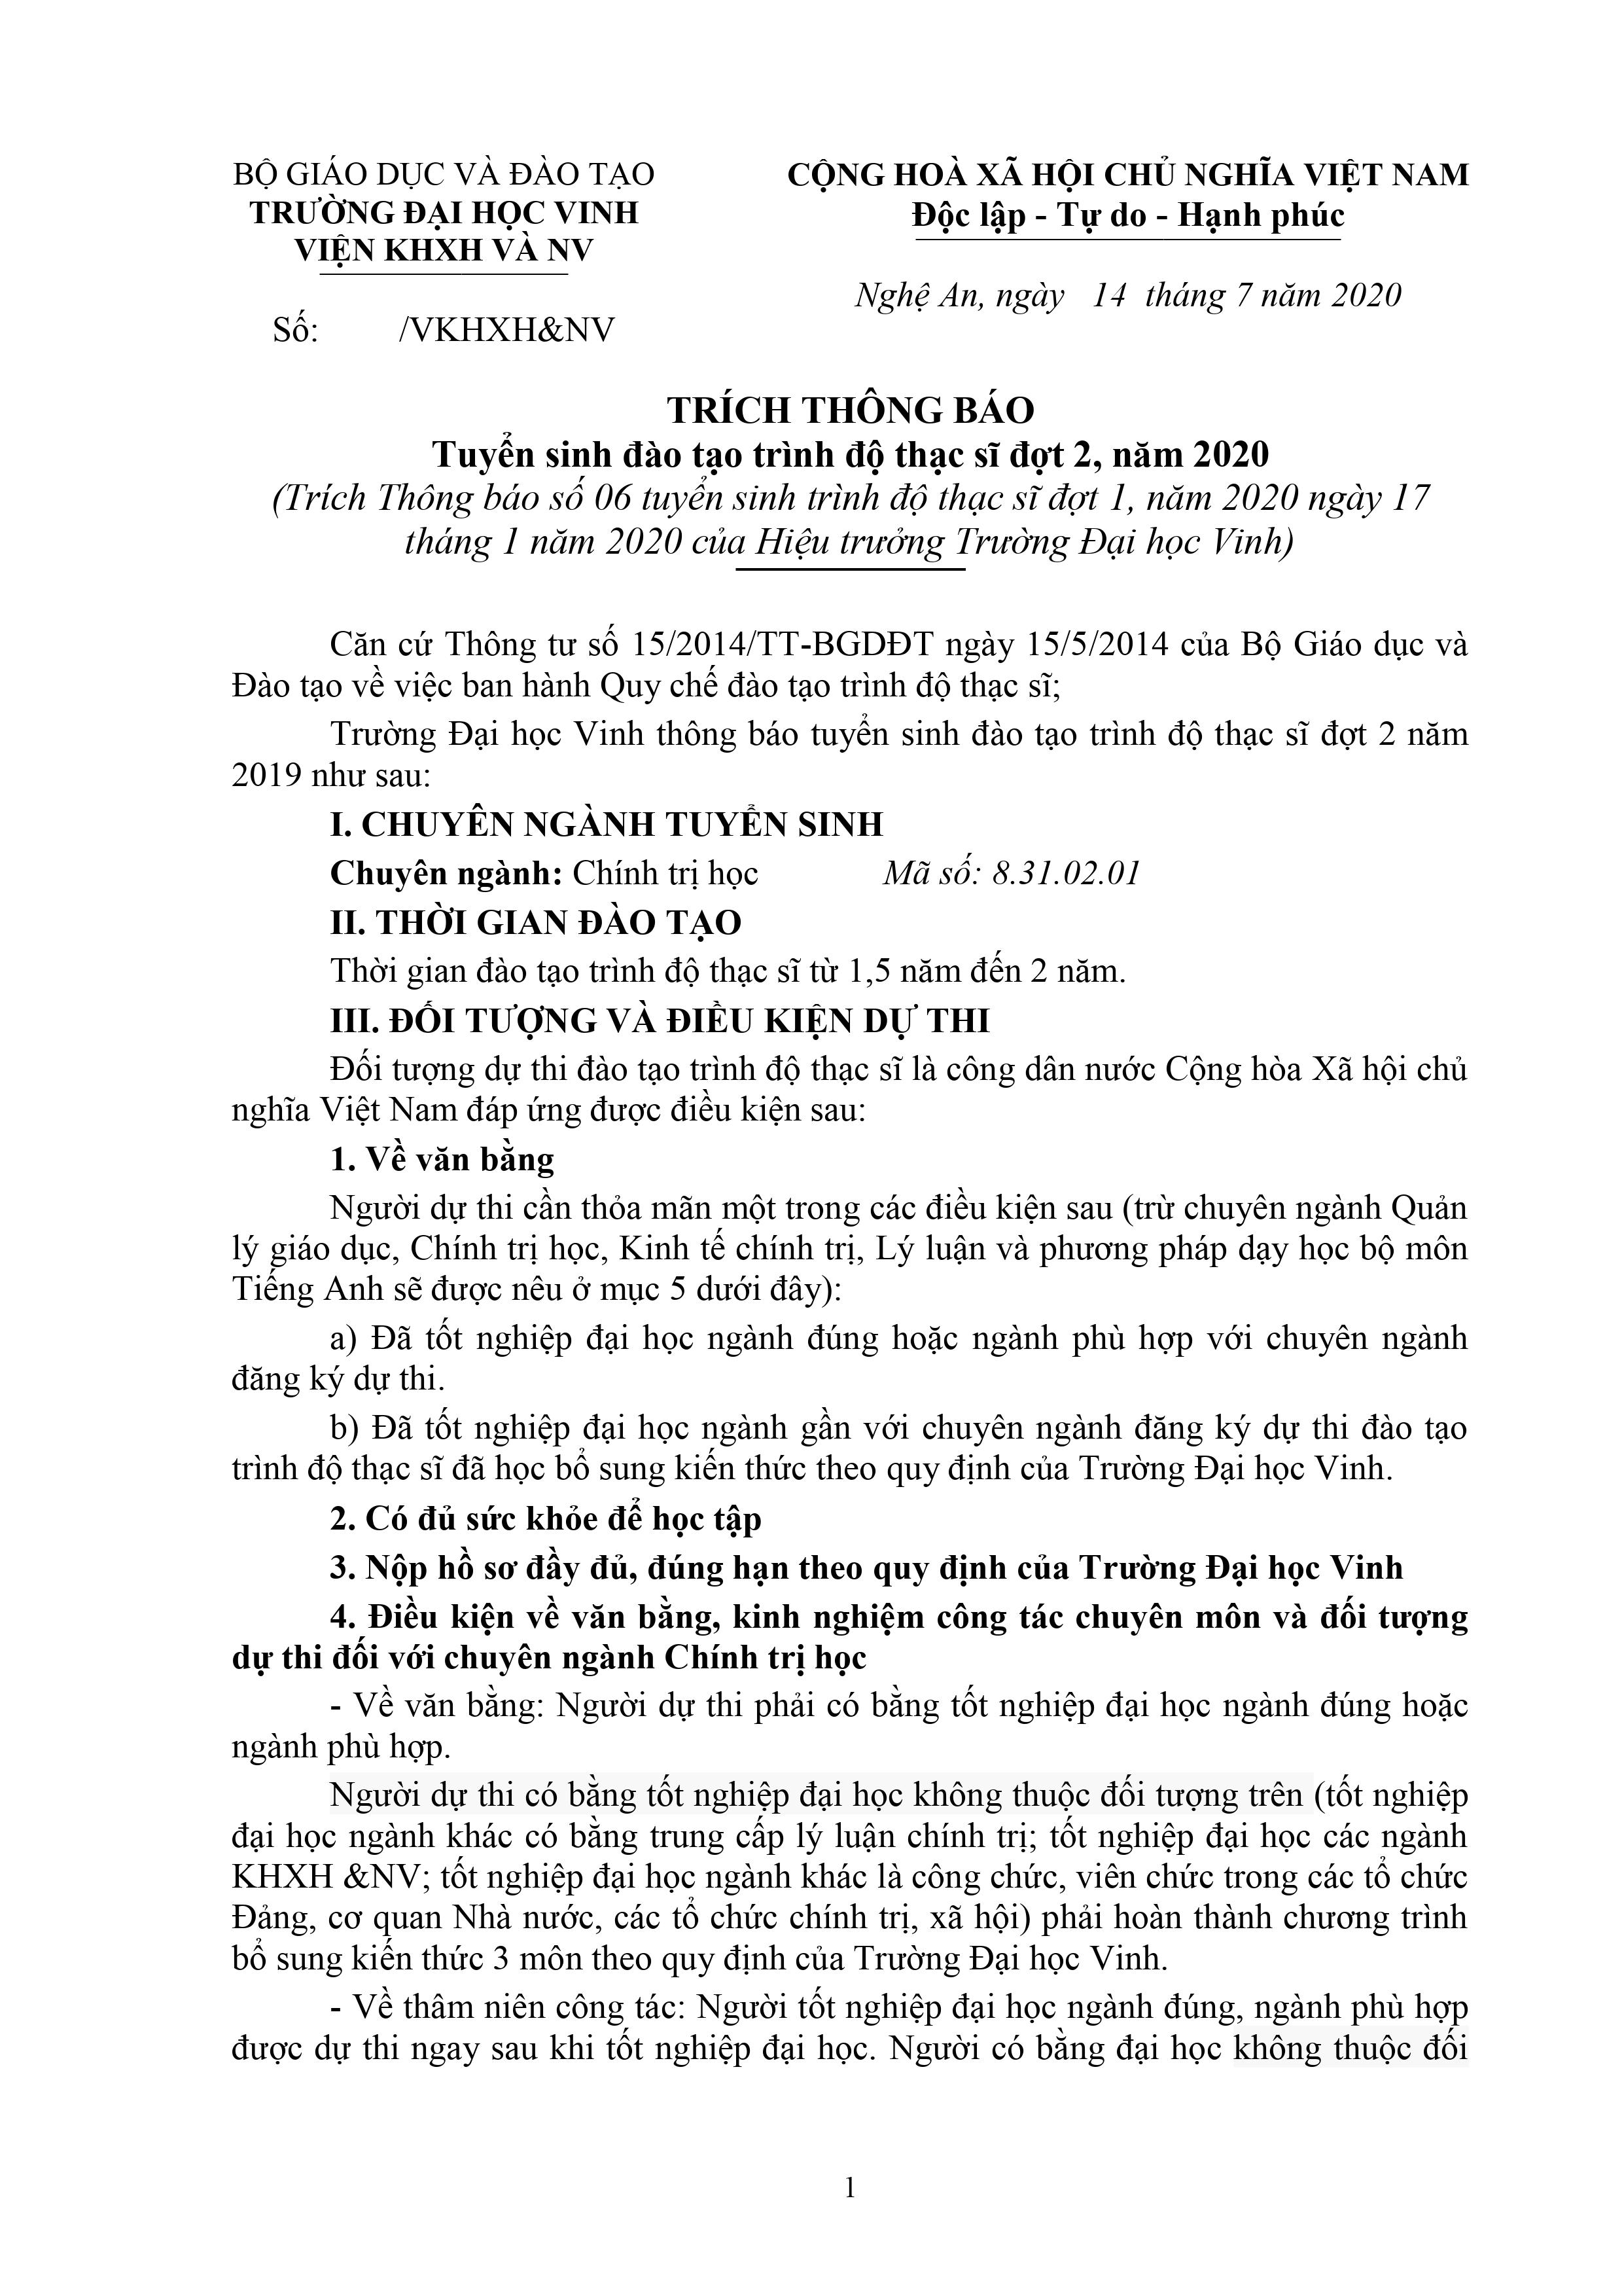 BỘ GIÁO DỤC VÀ ĐÀO TẠO
TRƯỜNG ĐẠI HỌC VINH
VIỆN KHXH VÀ NV
Số: /VKHXH&NV
CỘNG HOÀ XÃ HỘI CHỦ NGHĨA VIỆT NAM
Độc lập - Tự do - Hạnh phúc
Nghệ An, ngày 14 tháng 7 năm 2020
TRÍCH THÔNG BÁO
Tuyển sinh đào tạo trình độ thạc sĩ đợt 2, năm 2020
(Trích Thông báo số 06 tuyển sinh trình độ thạc sĩ đợt 1, năm 2020 ngày 17
tháng 1 năm 2020 của Hiệu trưởng Trường Đại học Vinh)
Căn cứ Thông tư số 15/2014/TT-BGDĐT ngày 15/5/2014 của Bộ Giáo dục và
Đào tạo về việc ban hành Quy chế đào tạo trình độ thạc sĩ;
Trường Đại học Vinh thông báo tuyển sinh đào tạo trình độ thạc sĩ đợt 2 năm
2019 như sau:
I. CHUYÊN NGÀNH TUYỂN SINH
Chuyên ngành: Chính trị học Mã số: 8.31.02.01
II. THỜI GIAN ĐÀO TẠO
Thời gian đào tạo trình độ thạc sĩ từ 1,5 năm đến 2 năm.
III. ĐỐI TƯỢNG VÀ ĐIỀU KIỆN DỰ THI
Đối tượng dự thi đào tạo trình độ thạc sĩ là công dân nước Cộng hòa Xã hội chủ
nghĩa Việt Nam đáp ứng được điều kiện sau:
1. Về văn bằng
Người dự thi cần thỏa mãn một trong các điều kiện sau (trừ chuyên ngành Quản
lý giáo dục, Chính trị học, Kinh tế chính trị, Lý luận và phương pháp dạy học bộ môn
Tiếng Anh sẽ được nêu ở mục 5 dưới đây):
a) Đã tốt nghiệp đại học ngành đúng hoặc ngành phù hợp với chuyên ngành
đăng ký dự thi.
b) Đã tốt nghiệp đại học ngành gần với chuyên ngành đăng ký dự thi đào tạo
trình độ thạc sĩ đã học bổ sung kiến thức theo quy định của Trường Đại học Vinh.
2. Có đủ sức khỏe để học tập
3. Nộp hồ sơ đầy đủ, đúng hạn theo quy định của Trường Đại học Vinh
4. Điều kiện về văn bằng, kinh nghiệm công tác chuyên môn và đối tượng
dự thi đối với chuyên ngành Chính trị học
- Về văn bằng: Người dự thi phải có bằng tốt nghiệp đại học ngành đúng hoặc
ngành phù hợp.
Người dự thi có bằng tốt nghiệp đại học không thuộc đối tượng trên (tốt nghiệp
đại học ngành khác có bằng trung cấp lý luận chính trị; tốt nghiệp đại học các ngành
KHXH &NV; tốt nghiệp đại học ngành khác là công chức, viên chức trong các tổ chức
Đảng, cơ quan Nhà nước, các tổ chức chính trị, xã hội) phải hoàn thành chương trình
bổ sung kiến thức 3 môn theo quy định của Trường Đại học Vinh.
- Về thâm niên công tác: Người tốt nghiệp đại học ngành đúng, ngành phù hợp
được dự thi ngay sau khi tốt nghiệp đại học. Người có bằng đại học không thuộc đối
1